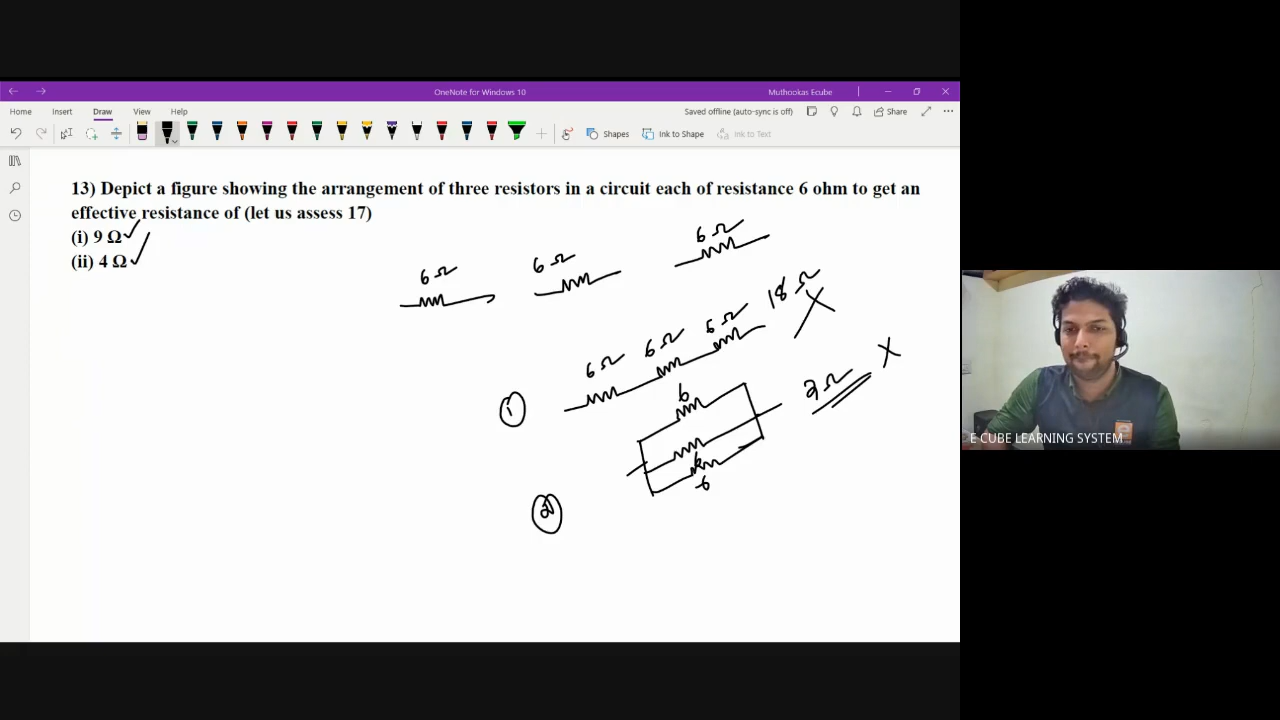 OneNote for Windows 10
Muthookas Ecube
Home Insert Draw View Help
Saved offline (auto-sync is off)
Share
Shapes
Ink to Shape
Ink to Text
13) Depict a figure showing the arrangement of three resistors in a circuit each of resistance 6 ohm to get an
effective resistance of (let us assess 17)
(i) 9 Ω
(ii) 4 Ω
6 Ω 6 Ω 6 Ω
6 Ω 6 Ω 6 Ω 18 Ω X
①
6
6
6
2 Ω X
②
E CUBE LEARNING SYSTEM